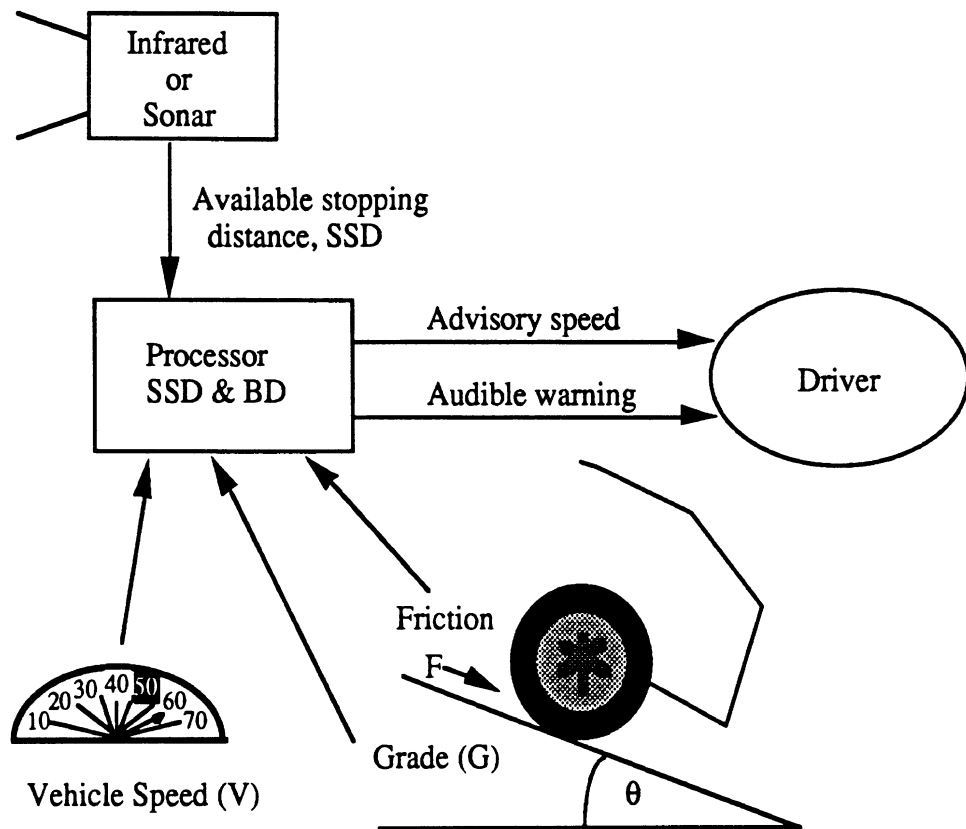 Infrared
or
Sonar
Available stopping
distance, SSD
Processor
SSD & BD
Advisory speed
Audible warning
Driver
Friction
F
10 20 30 40 50 60 70
Vehicle Speed (V)
Grade (G)
θ